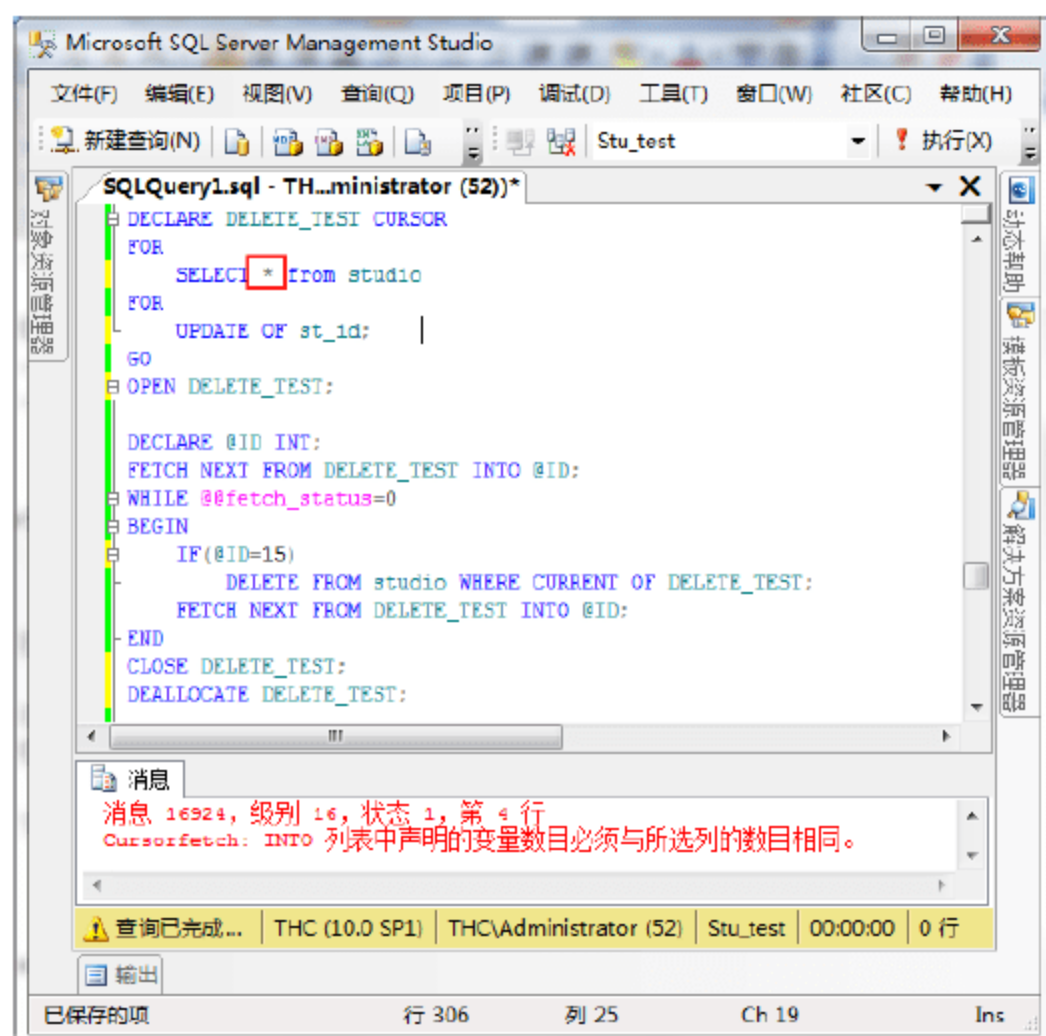 Microsoft SQL Server Management Studio
文件(F) 编辑(E) 视图(V) 查询(Q) 项目(P) 调试(D) 工具(T) 窗口(W) 社区(C) 帮助(H)
新建查询(N) Stu_test 执行(X)
SQLQuery1.sql - TH...ministrator (52))*
对象资源管理器
DECLARE DELETE_TEST CURSOR
FOR
SELECT * from studio
FOR
UPDATE OF st_id;
GO
OPEN DELETE_TEST;
DECLARE @ID INT;
FETCH NEXT FROM DELETE_TEST INTO @ID;
WHILE @@fetch_status=0
BEGIN
IF(@ID=15)
DELETE FROM studio WHERE CURRENT OF DELETE_TEST;
FETCH NEXT FROM DELETE_TEST INTO @ID;
END
CLOSE DELETE_TEST;
DEALLOCATE DELETE_TEST;
动态帮助
模板资源管理器
解决方案资源管理器
消息
消息 16924，级别 16，状态 1，第 4 行
Cursorfetch: INTO 列表中声明的变量数目必须与所选列的数目相同。
查询已完成... THC (10.0 SP1) THC\Administrator (52) Stu_test 00:00:00 0 行
输出
已保存的项 行 306 列 25 Ch 19 Ins